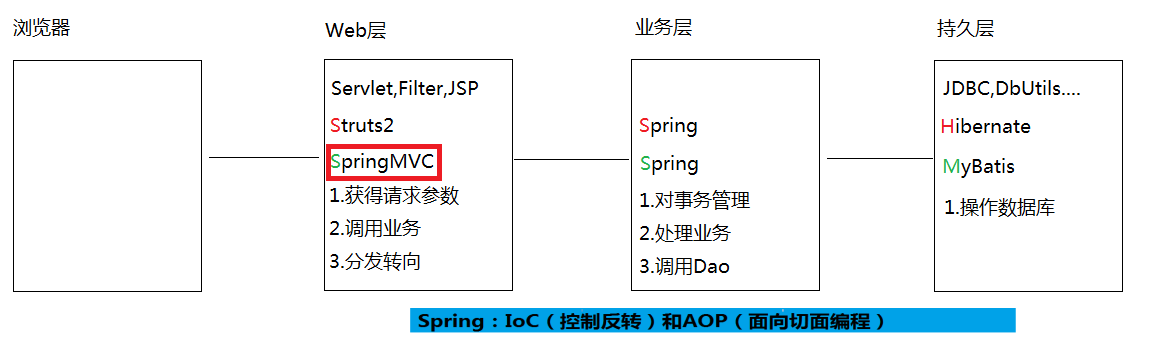 浏览器
Web层
业务层
持久层
Servlet,Filter,JSP
Struts2
SpringMVC
1.获得请求参数
2.调用业务
3.分发转向
Spring
Spring
1.对事务管理
2.处理业务
3.调用Dao
JDBC,DbUtils....
Hibernate
MyBatis
1.操作数据库
Spring：IoC（控制反转）和AOP（面向切面编程）